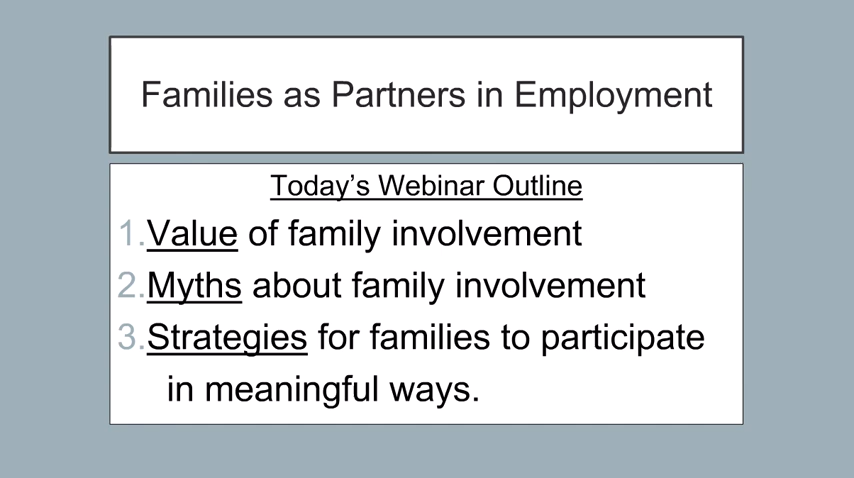 Families as Partners in Employment
Today’s Webinar Outline
1.Value of family involvement
2.Myths about family involvement
3.Strategies for families to participate
in meaningful ways.